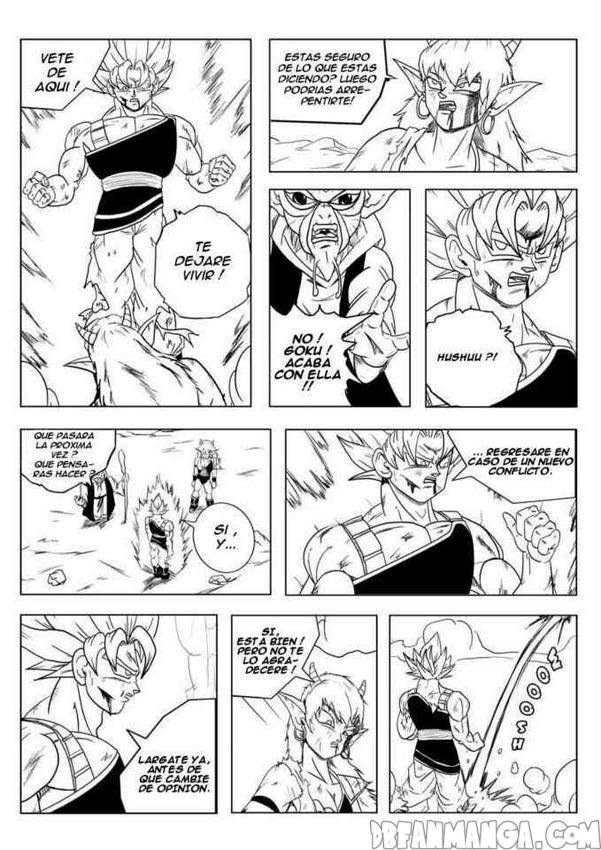 VETE
DE
AQUI !
TE
DEJARE
VIVIR !
ESTAS SEGURO
DE LO QUE ESTAS
DICIENDO? LUEGO
PODRIAS ARRE-
PENTIRTE!
NO !
GOKU !
ACABA
CON ELLA
!!
HUSHUU ?!
QUE PASARA
LA PROXIMA
VEZ ?
QUE PENSA-
RAS HACER ?
SI ,
Y...
... REGRESARE EN
CASO DE UN NUEVO
CONFLICTO.
LARGATE YA,
ANTES DE
QUE CAMBIE
DE OPINION.
SI,
ESTA BIEN !
PERO NO TE
LO AGRA-
DECERE !
ZOOOOSH
DBFANMANGA.COM